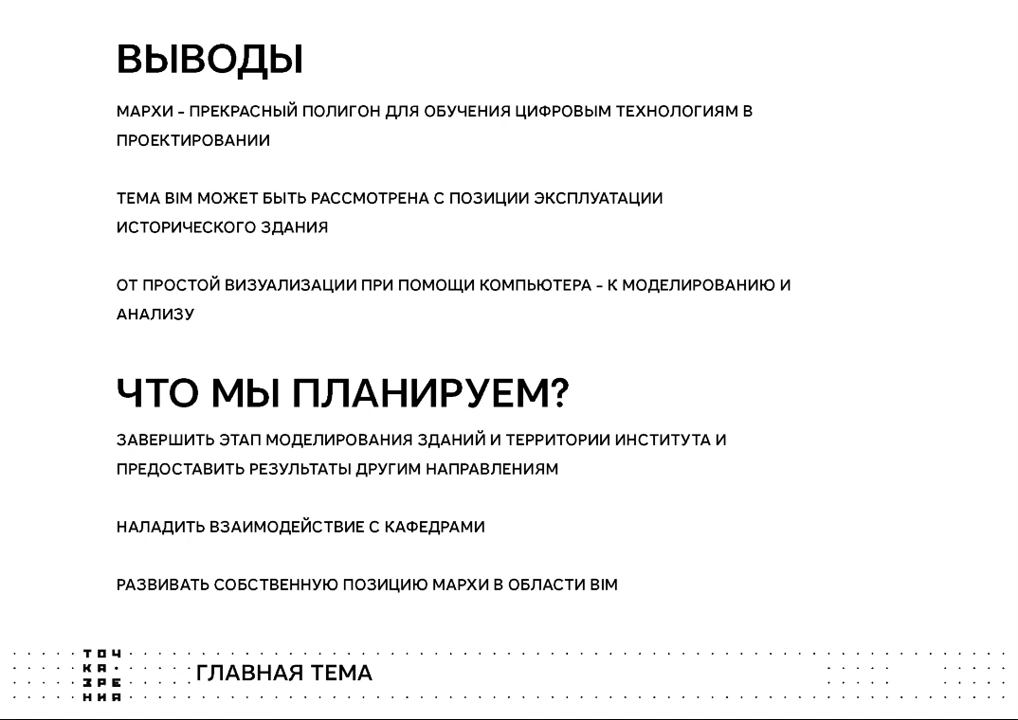 ВЫВОДЫ
МАРХИ – ПРЕКРАСНЫЙ ПОЛИГОН ДЛЯ ОБУЧЕНИЯ ЦИФРОВЫМ ТЕХНОЛОГИЯМ В
ПРОЕКТИРОВАНИИ
ТЕМА BIM МОЖЕТ БЫТЬ РАССМОТРЕНА С ПОЗИЦИИ ЭКСПЛУАТАЦИИ
ИСТОРИЧЕСКОГО ЗДАНИЯ
ОТ ПРОСТОЙ ВИЗУАЛИЗАЦИИ ПРИ ПОМОЩИ КОМПЬЮТЕРА – К МОДЕЛИРОВАНИЮ И
АНАЛИЗУ
ЧТО МЫ ПЛАНИРУЕМ?
ЗАВЕРШИТЬ ЭТАП МОДЕЛИРОВАНИЯ ЗДАНИЙ И ТЕРРИТОРИИ ИНСТИТУТА И
ПРЕДОСТАВИТЬ РЕЗУЛЬТАТЫ ДРУГИМ НАПРАВЛЕНИЯМ
НАЛАДИТЬ ВЗАИМОДЕЙСТВИЕ С КАФЕДРАМИ
РАЗВИВАТЬ СОБСТВЕННУЮ ПОЗИЦИЮ МАРХИ В ОБЛАСТИ BIM
ТОЧ
КА·
ЗРЕ
НИЯ
ГЛАВНАЯ ТЕМА